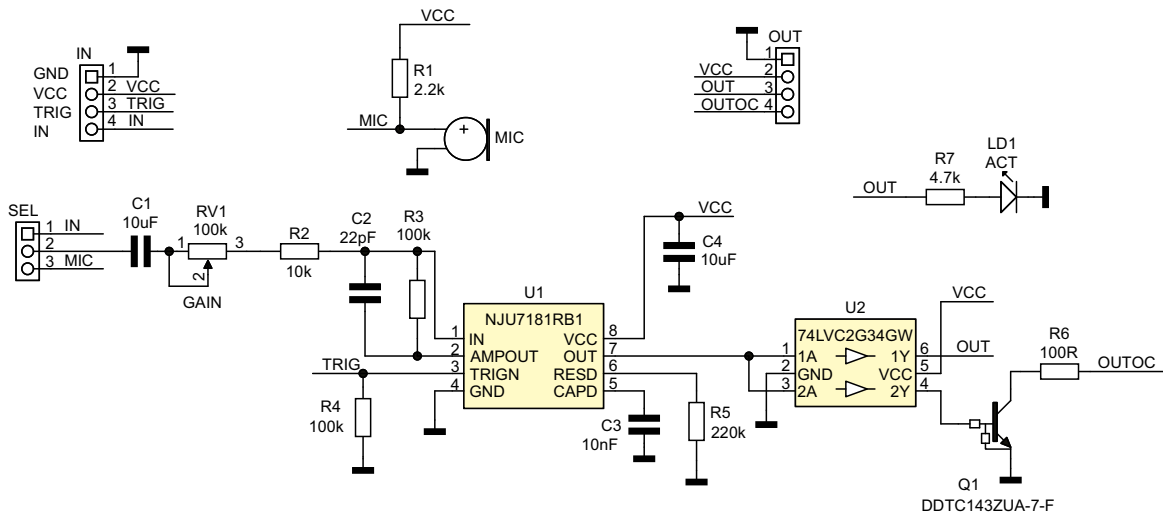 IN
GND 1
VCC 2 VCC
TRIG 3 TRIG
IN 4 IN
VCC
R1
2.2k
MIC
+
MIC
OUT
1
VCC 2
OUT 3
OUTOC 4
LD1
ACT
R7
4.7k
OUT
SEL
1 IN
2
3 MIC
C1
10uF
RV1
100k
1 3
2
GAIN
R2
10k
C2
22pF
R3
100k
VCC
C4
10uF
U1
NJU7181RB1
1 IN VCC 8
2 AMPOUT OUT 7
3 TRIGN RESD 6
4 GND CAPD 5
TRIG
R4
100k
C3
10nF
R5
220k
U2
74LVC2G34GW
1 1A 1Y 6
2 GND VCC 5
3 2A 2Y 4
VCC
OUT
R6
100R
OUTOC
Q1
DDTC143ZUA-7-F